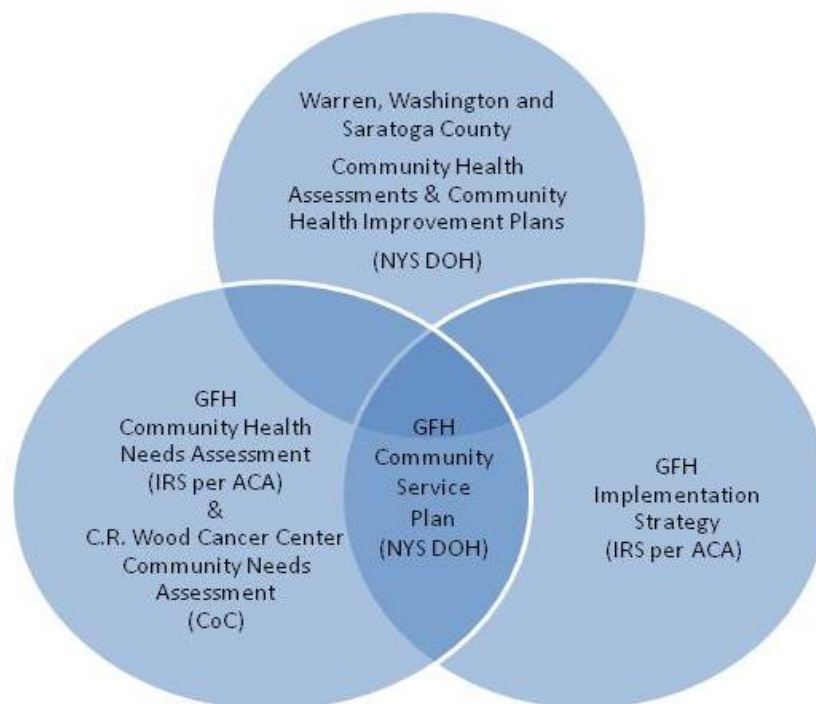 Warren, Washington and
Saratoga County
Community Health
Assessments & Community
Health Improvement Plans
(NYS DOH)
GFH
Community Health
Needs Assessment
(IRS per ACA)
&
C.R. Wood Cancer Center
Community Needs
Assessment
(CoC)
GFH
Community
Service
Plan
(NYS DOH)
GFH
Implementation
Strategy
(IRS per ACA)